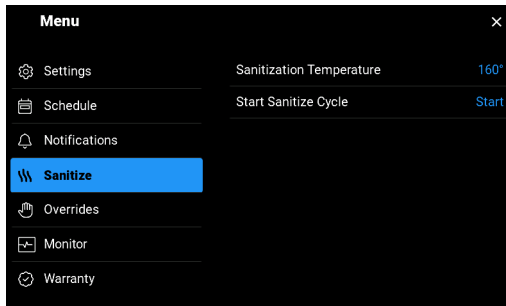 Menu
Settings
Schedule
Notifications
Sanitize
Overrides
Monitor
Warranty
Sanitization Temperature 160°
Start Sanitize Cycle Start